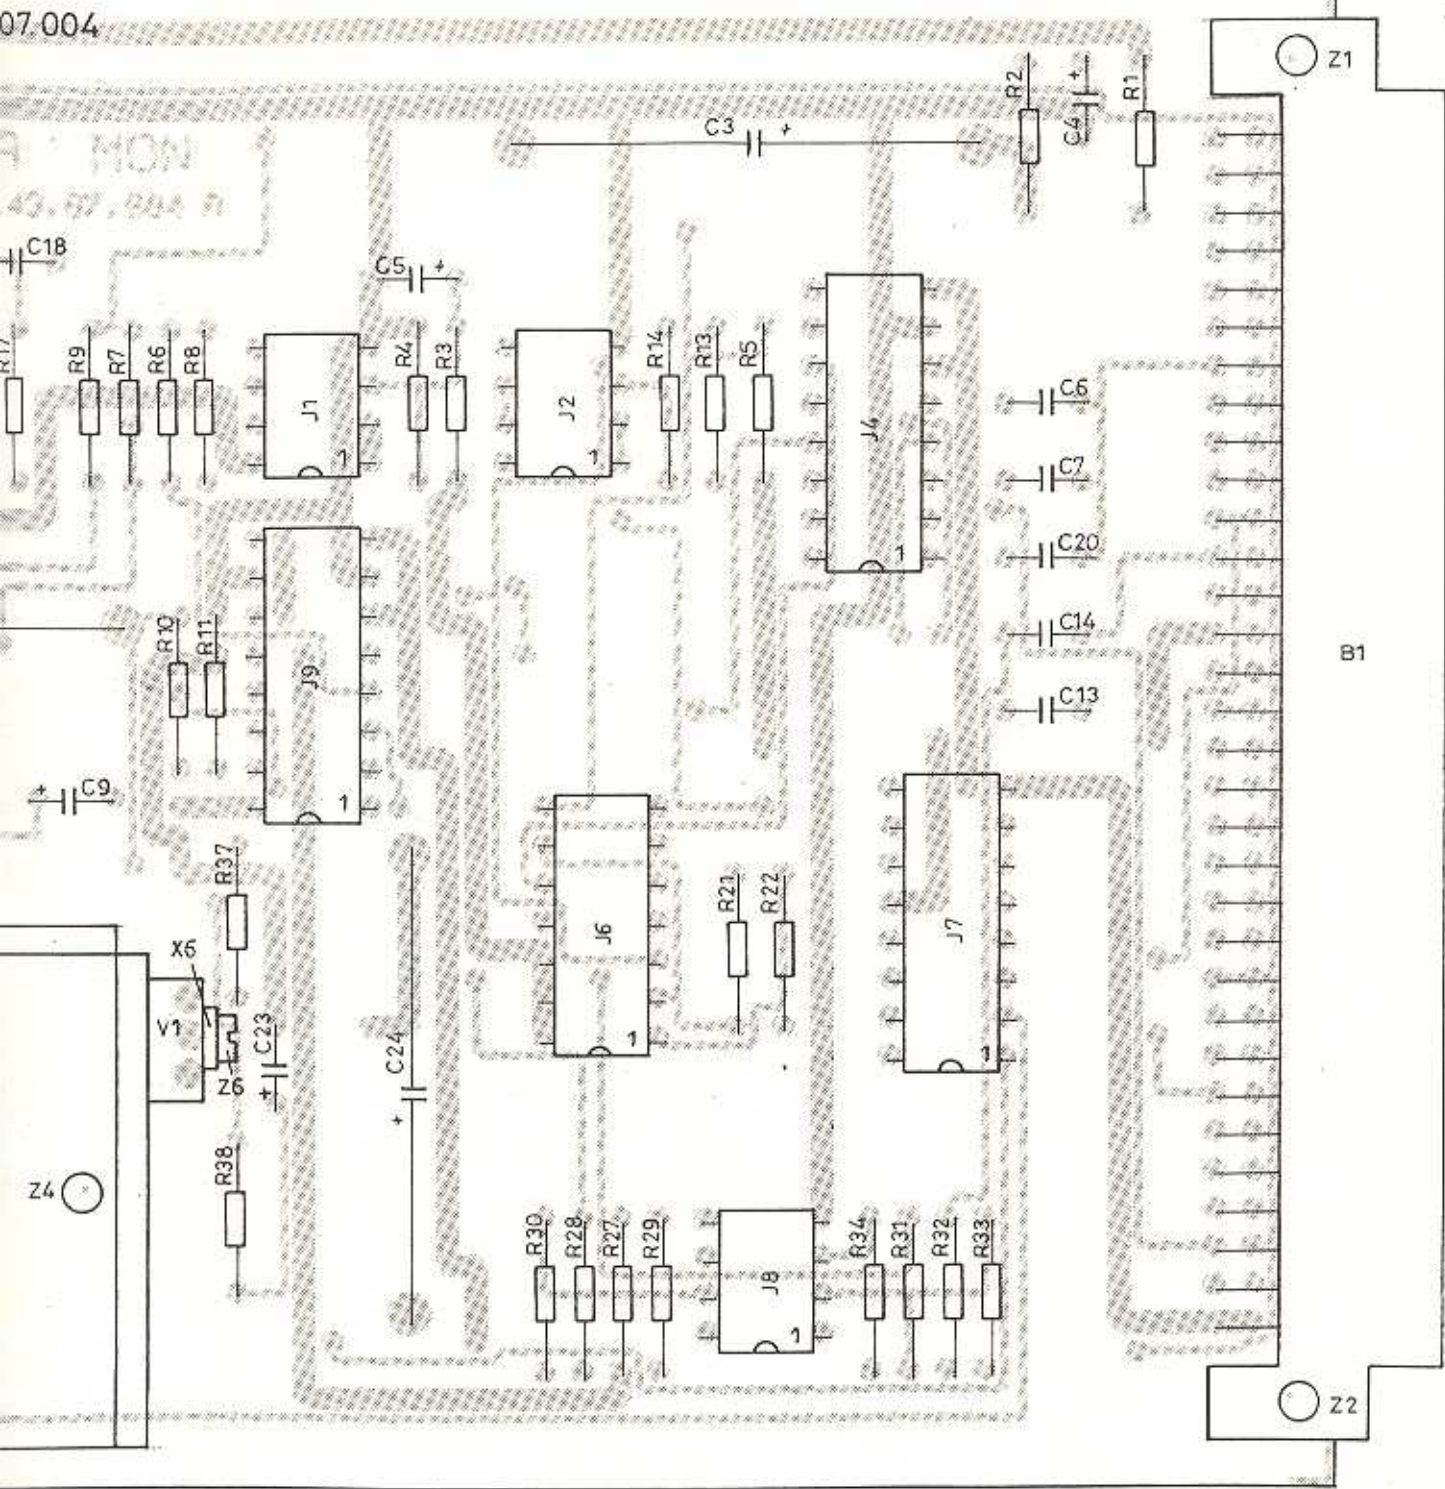 07.004
Z1
R2
+
C4
R1
C3 +
MON
C18
C5 +
R9
R7
R6
R8
J1
1
R4
R3
J2
1
R14
R13
R5
J4
1
C6
C7
C20
C14
C13
B1
R10
R11
J9
1
+ C9
R37
X6
V1
Z6
C23
+
C24
+
J6
1
R21
R22
J7
1
Z4
R38
R30
R28
R27
R29
J8
1
R34
R31
R32
R33
Z2